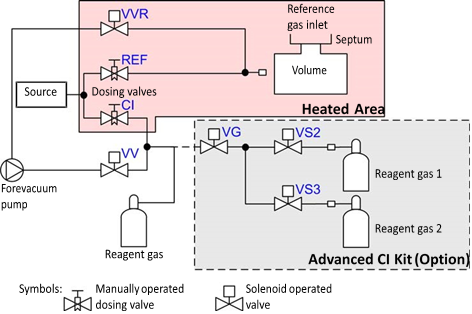 VVR
Reference
gas inlet
Septum
REF
Volume
Source
Dosing valves
CI
Heated Area
VG
VS2
VV
Reagent gas 1
Forevacuum
pump
VS3
Reagent gas 2
Reagent gas
Advanced CI Kit (Option)
Symbols:
Manually operated
dosing valve
Solenoid operated
valve